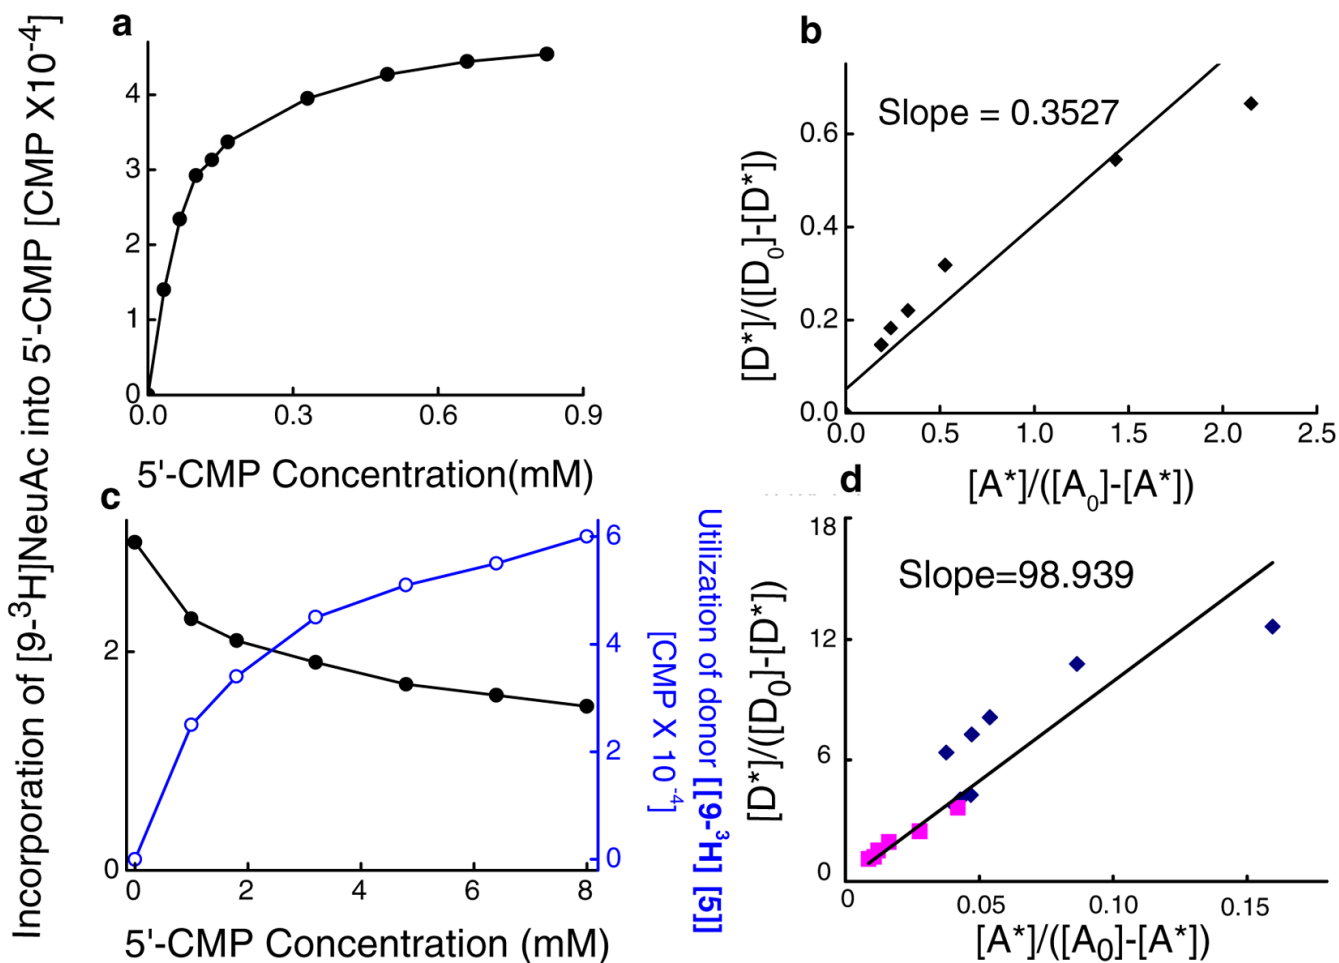 Incorporation of [9-³H]NeuAc into 5'-CMP [CMP X10⁻⁴]
a
4
3
2
1
0
0.0 0.3 0.6 0.9
5'-CMP Concentration(mM)
b
Slope = 0.3527
[D*]/([D₀]-[D*])
0.6
0.4
0.2
0.0
0.0 0.5 1.0 1.5 2.0 2.5
[A*]/([A₀]-[A*])
c
2
0
6
4
2
0
0 2 4 6 8
5'-CMP Concentration (mM)
Utilization of donor [[9-³H] [5]]
[CMP X 10⁻⁴]
d
Slope=98.939
[D*]/([D₀]-[D*])
18
12
6
0
0 0.05 0.10 0.15
[A*]/([A₀]-[A*])